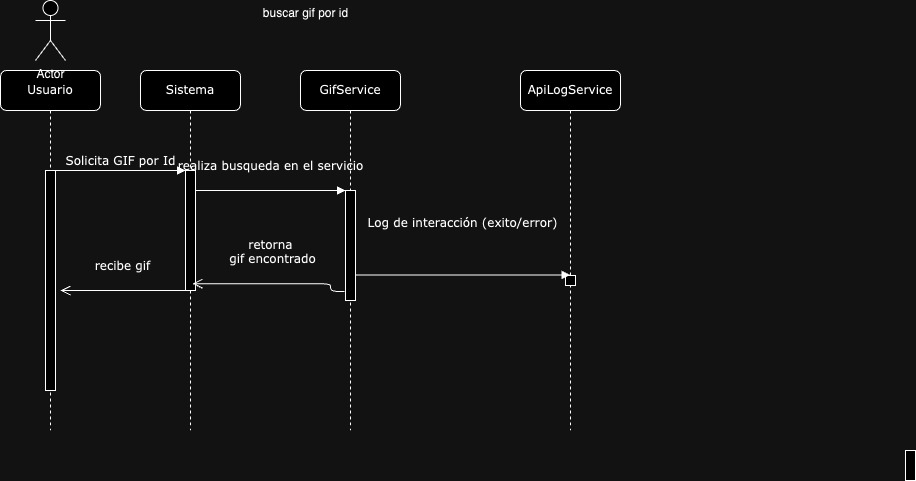 buscar gif por id
Actor
Usuario
Sistema
GifService
ApiLogService
Solicita GIF por Id
realiza busqueda en el servicio
Log de interacción (exito/error)
retorna
gif encontrado
recibe gif